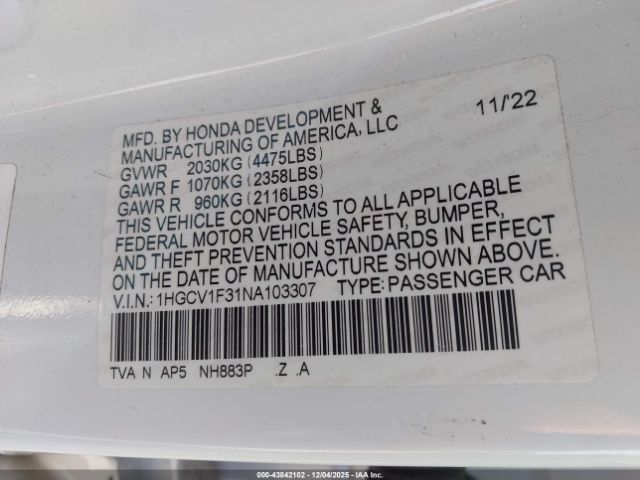 MFD. BY HONDA DEVELOPMENT & 11/'22
MANUFACTURING OF AMERICA, LLC
GVWR 2030KG(4475LBS)
GAWR F 1070KG(2358LBS)
GAWR R 960KG(2116LBS)
THIS VEHICLE CONFORMS TO ALL APPLICABLE
FEDERAL MOTOR VEHICLE SAFETY, BUMPER,
AND THEFT PREVENTION STANDARDS IN EFFECT
ON THE DATE OF MANUFACTURE SHOWN ABOVE.
V.I.N.: 1HGCV1F31NA103307 TYPE: PASSENGER CAR
TVA N AP5 NH883P .Z .A
000-43842102 - 12/04/2025 - IAAI.COM